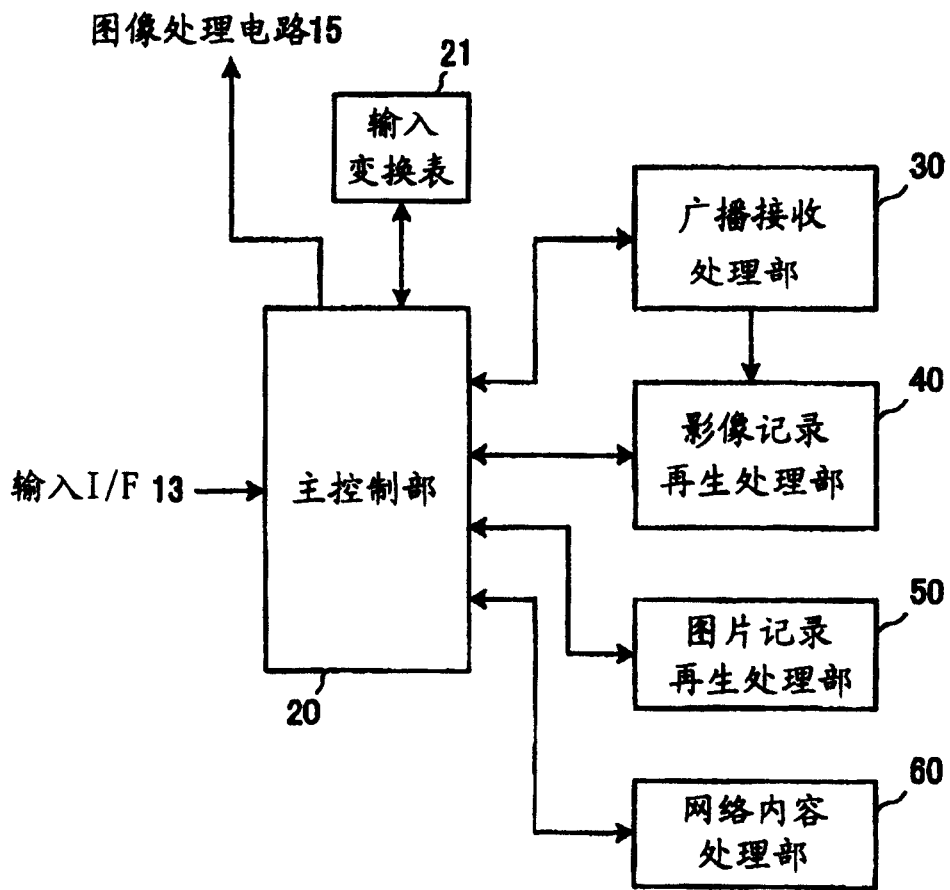 图像处理电路15
21
输入
变换表
30
广播接收
处理部
40
影像记录
再生处理部
输入I/F 13
主控制部
50
图片记录
再生处理部
20
60
网络内容
处理部